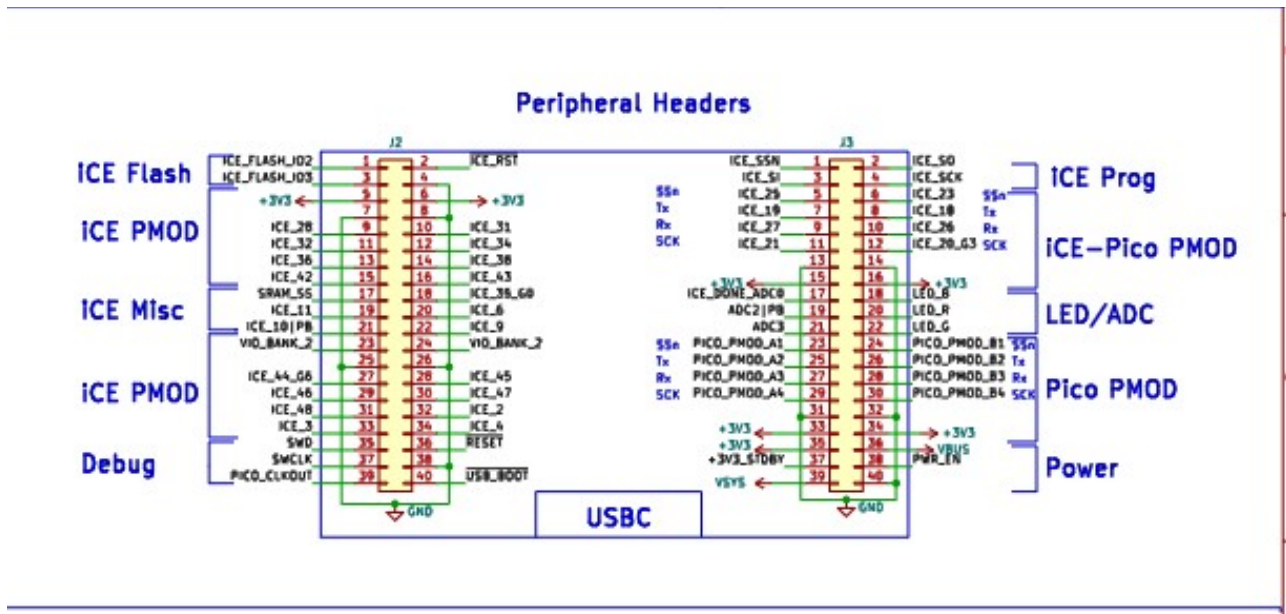 Peripheral Headers
J2
J3
iCE Flash
iCE PMOD
iCE Misc
iCE PMOD
Debug
ICE_FLASH_IO2 1 2 ICE_RST
ICE_FLASH_IO3 3 4
+3V3 5 6 +3V3
7 8
ICE_28 9 10 ICE_31
ICE_32 11 12 ICE_34
ICE_36 13 14 ICE_38
ICE_42 15 16 ICE_43
SRAM_SS 17 18 ICE_35_G0
ICE_11 19 20 ICE_6
ICE_10|PB 21 22 ICE_9
VIO_BANK_2 23 24 VIO_BANK_2
25 26
ICE_44_G6 27 28 ICE_45
ICE_46 29 30 ICE_47
ICE_48 31 32 ICE_2
ICE_3 33 34 ICE_4
SWD 35 36 RESET
SWCLK 37 38
PICO_CLKOUT 39 40 USB_BOOT
GND
USBC
ICE_SSN 1 2 ICE_SO
ICE_SI 3 4 ICE_SCK
SSn ICE_25 5 6 ICE_23 SSn
Tx ICE_19 7 8 ICE_18 Tx
Rx ICE_27 9 10 ICE_26 Rx
SCK ICE_21 11 12 ICE_20_G3 SCK
13 14
+3V3 15 16 +3V3
ICE_DONE_ADC0 17 18 LED_B
ADC2|PB 19 20 LED_R
ADC3 21 22 LED_G
SSn PICO_PMOD_A1 23 24 PICO_PMOD_B1 SSn
Tx PICO_PMOD_A2 25 26 PICO_PMOD_B2 Tx
Rx PICO_PMOD_A3 27 28 PICO_PMOD_B3 Rx
SCK PICO_PMOD_A4 29 30 PICO_PMOD_B4 SCK
31 32
+3V3 33 34 +3V3
+3V3 35 36 VBUS
+3V3_STDBY 37 38 PWR_EN
VSYS 39 40
GND
iCE Prog
iCE-Pico PMOD
LED/ADC
Pico PMOD
Power